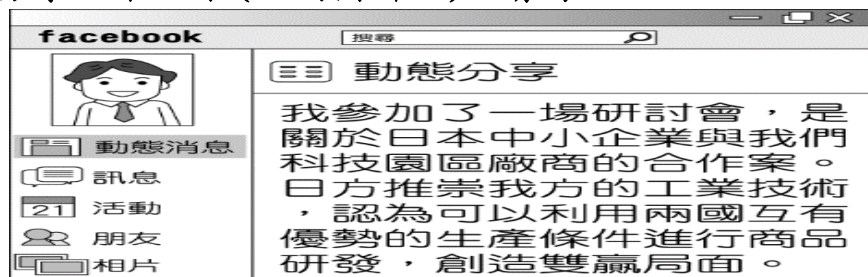 facebook
搜尋
動態分享
動態消息
訊息
21 活動
朋友
相片
我參加了一場研討會，是
關於日本中小企業與我們
科技園區廠商的合作案。
日方推崇我方的工業技術
，認為可以利用兩國互有
優勢的生產條件進行商品
研發，創造雙贏局面。